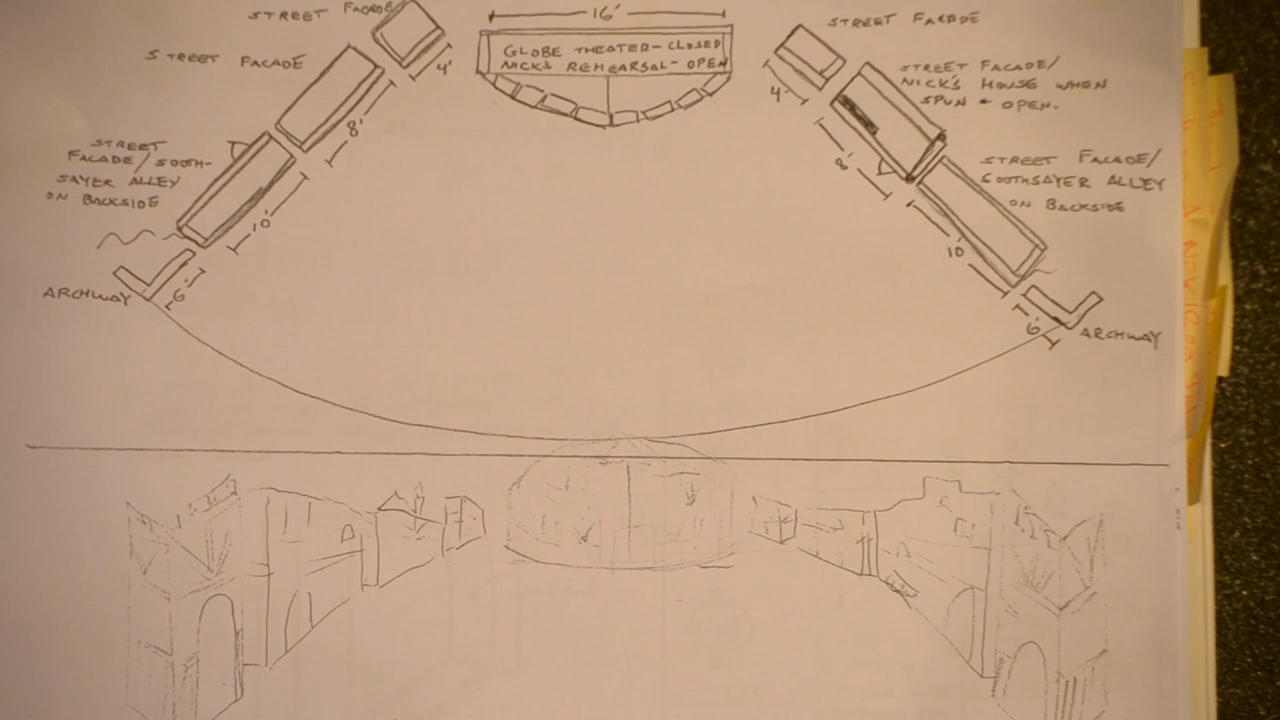 STREET FACADE
4'
STREET FACADE
8'
STREET
FACADE/SOOTH-
SAYER ALLEY
ON BACKSIDE
10'
ARCHWAY
6'
16'
GLOBE THEATER-CLOSED
NICK'S REHEARSAL-OPEN
STREET FACADE
4'
STREET FACADE/
NICK'S HOUSE WHEN
SPUN + OPEN.
8'
STREET FACADE/
SOOTHSAYER ALLEY
ON BACKSIDE
10'
6'
ARCHWAY